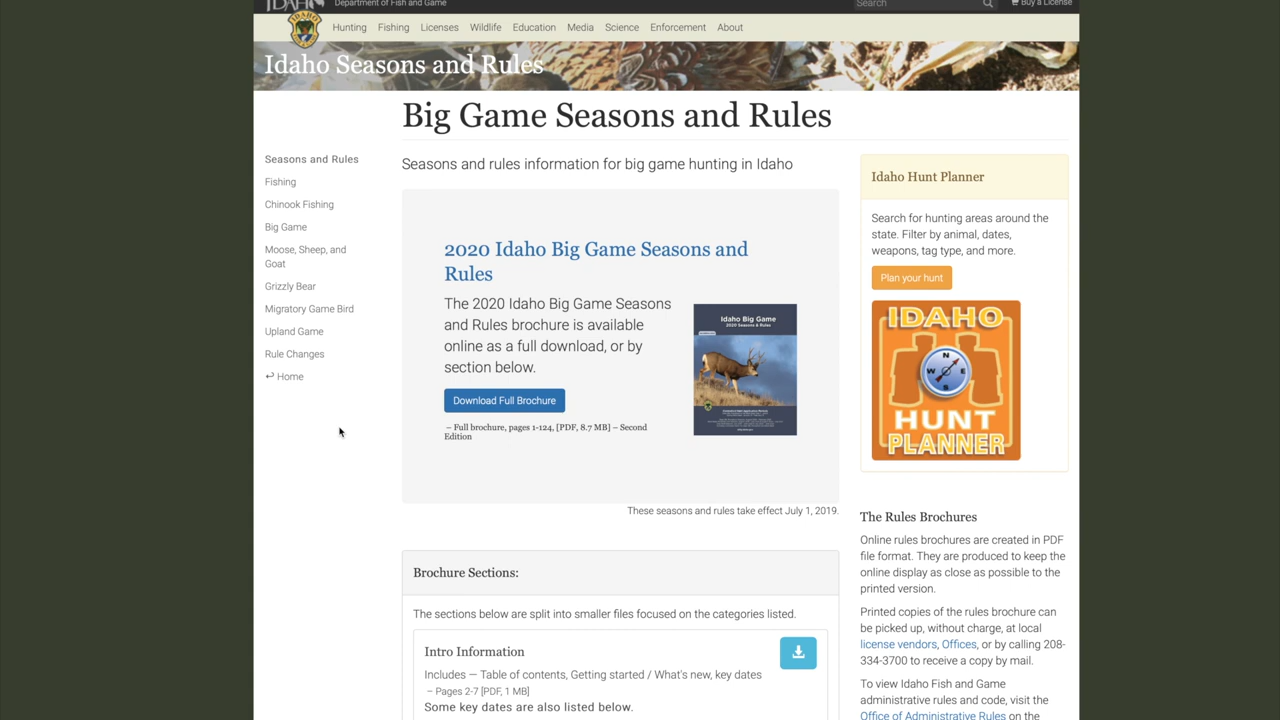 IDAHO
Department of Fish and Game
Search
Buy a License
Hunting Fishing Licenses Wildlife Education Media Science Enforcement About
Idaho Seasons and Rules
Big Game Seasons and Rules
Seasons and Rules
Fishing
Chinook Fishing
Big Game
Moose, Sheep, and
Goat
Grizzly Bear
Migratory Game Bird
Upland Game
Rule Changes
Home
Seasons and rules information for big game hunting in Idaho
2020 Idaho Big Game Seasons and
Rules
The 2020 Idaho Big Game Seasons
and Rules brochure is available
online as a full download, or by
section below.
Download Full Brochure
– Full brochure, pages 1-124, [PDF, 8.7 MB] – Second
Edition
Idaho Big Game
2020 Seasons & Rules
These seasons and rules take effect July 1, 2019.
Brochure Sections:
The sections below are split into smaller files focused on the categories listed.
Intro Information
Includes — Table of contents, Getting started / What's new, key dates
– Pages 2-7 [PDF, 1 MB]
Some key dates are also listed below.
Idaho Hunt Planner
Search for hunting areas around the
state. Filter by animal, dates,
weapons, tag type, and more.
Plan your hunt
IDAHO
N
W E
S
HUNT
PLANNER
The Rules Brochures
Online rules brochures are created in PDF
file format. They are produced to keep the
online display as close as possible to the
printed version.
Printed copies of the rules brochure can
be picked up, without charge, at local
license vendors, Offices, or by calling 208-
334-3700 to receive a copy by mail.
To view Idaho Fish and Game
administrative rules and code, visit the
Office of Administrative Rules on the